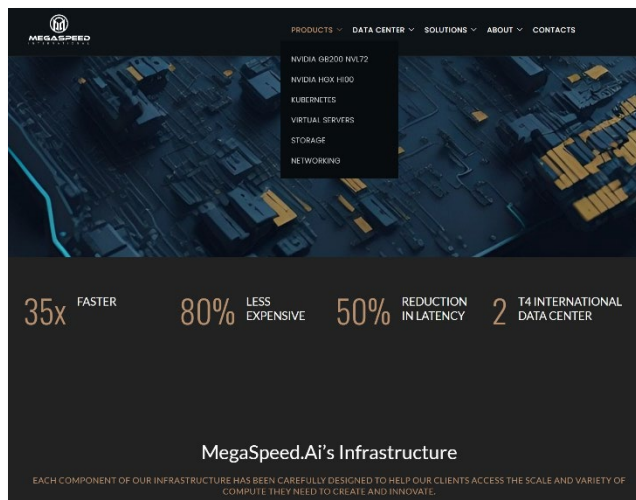 MEGASPEED
INTERNATIONAL
PRODUCTS DATA CENTER SOLUTIONS ABOUT CONTACTS
NVIDIA GB200 NVL72
NVIDIA HGX H100
KUBERNETES
VIRTUAL SERVERS
STORAGE
NETWORKING
35x FASTER
80% LESS EXPENSIVE
50% REDUCTION IN LATENCY
2 T4 INTERNATIONAL DATA CENTER
MegaSpeed.Ai's Infrastructure
EACH COMPONENT OF OUR INFRASTRUCTURE HAS BEEN CAREFULLY DESIGNED TO HELP OUR CLIENTS ACCESS THE SCALE AND VARIETY OF
COMPUTE THEY NEED TO CREATE AND INNOVATE.